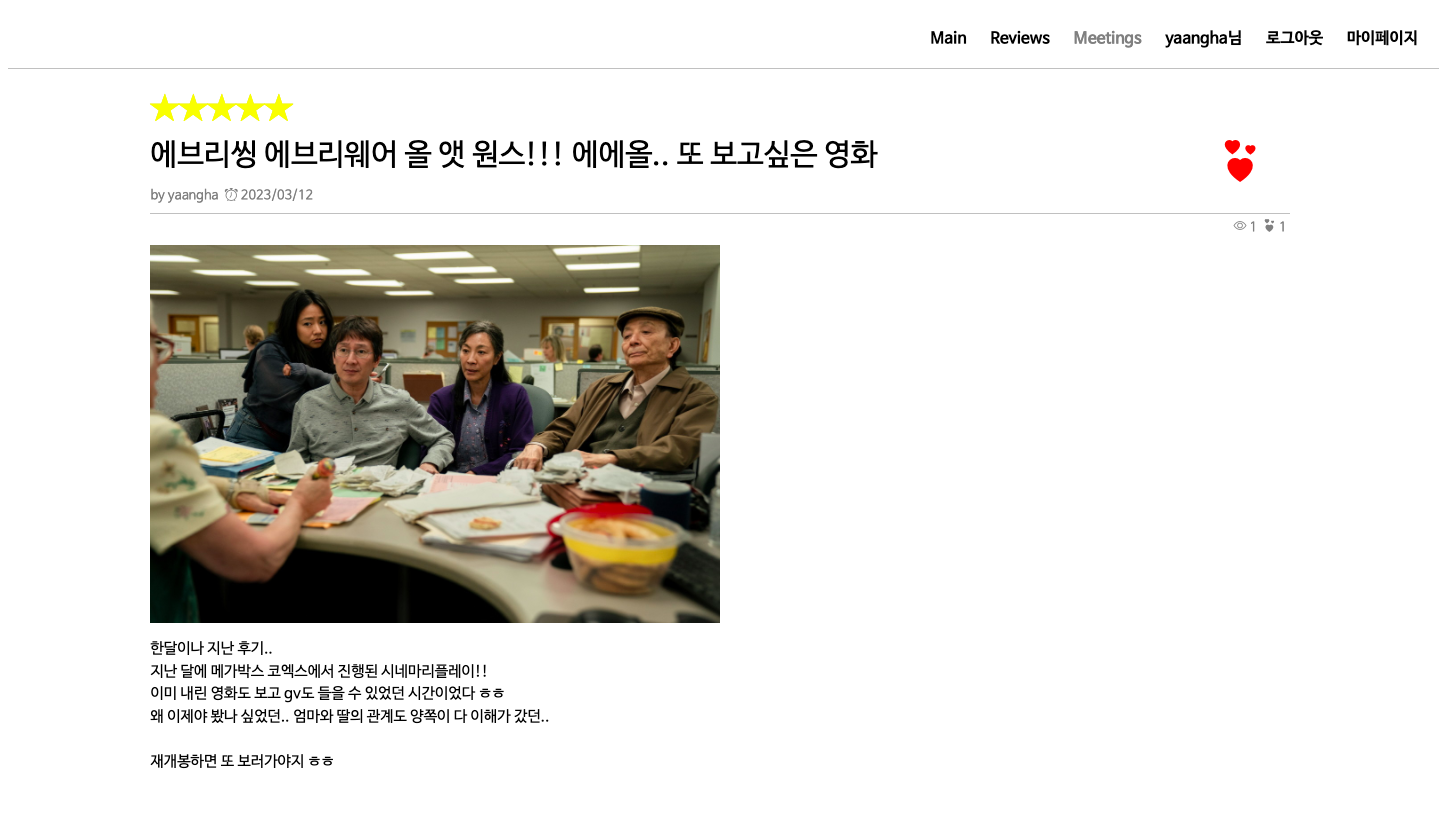 Main Reviews Meetings yaangha님 로그아웃 마이페이지
에브리씽 에브리웨어 올 앳 원스!!! 에에올.. 또 보고싶은 영화
by yaangha 2023/03/12
1 1
한달이나 지난 후기..
지난 달에 메가박스 코엑스에서 진행된 시네마리플레이!!
이미 내린 영화도 보고 gv도 들을 수 있었던 시간이었다 ㅎㅎ
왜 이제야 봤나 싶었던.. 엄마와 딸의 관계도 양쪽이 다 이해가 갔던..
재개봉하면 또 보러가야지 ㅎㅎ